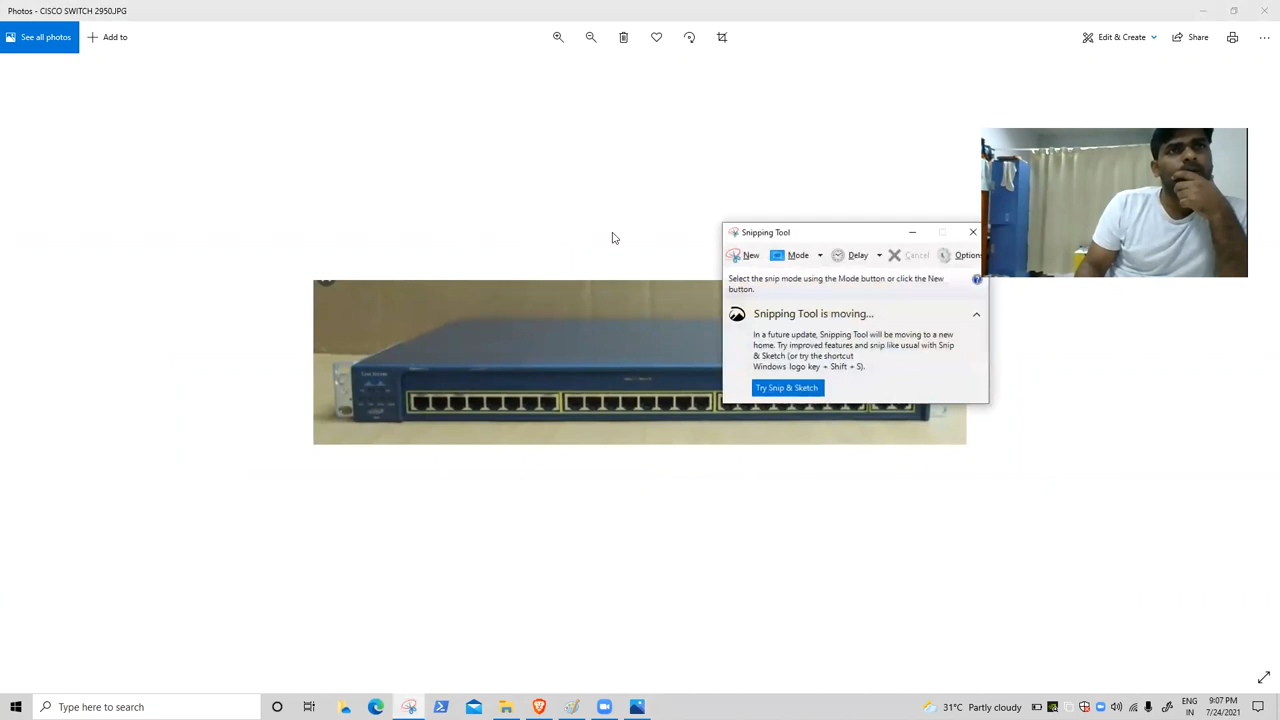 Photos - CISCO SWITCH 2950.JPG
See all photos
Add to
Edit & Create
Share
Snipping Tool
New
Mode
Delay
Cancel
Options
Select the snip mode using the Mode button or click the New
button.
Snipping Tool is moving...
In a future update, Snipping Tool will be moving to a new
home. Try improved features and snip like usual with Snip
& Sketch (or try the shortcut
Windows logo key + Shift + S).
Try Snip & Sketch
Type here to search
31°C Partly cloudy
ENG
IN
9:07 PM
7/24/2021